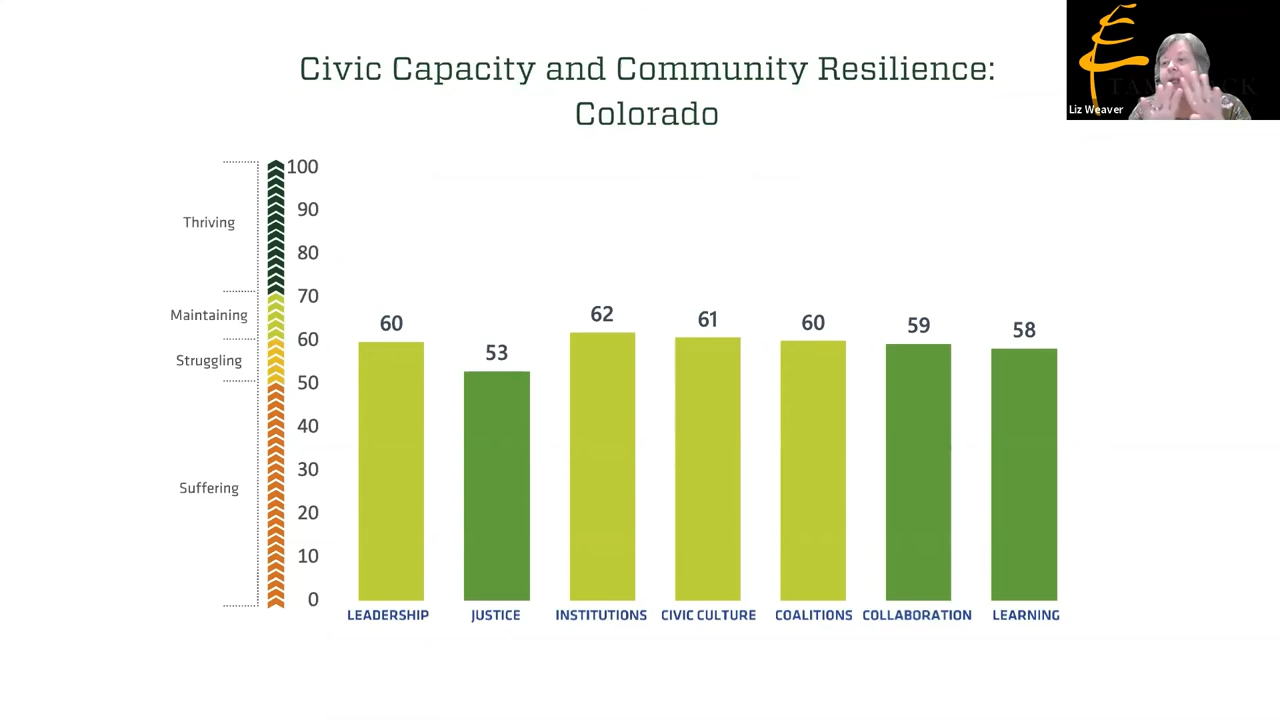 Civic Capacity and Community Resilience:
Colorado
Liz Weaver
100
90
80
70
60
50
40
30
20
10
0
Thriving
Maintaining
Struggling
Suffering
60
53
62
61
60
59
58
LEADERSHIP
JUSTICE
INSTITUTIONS
CIVIC CULTURE
COALITIONS
COLLABORATION
LEARNING